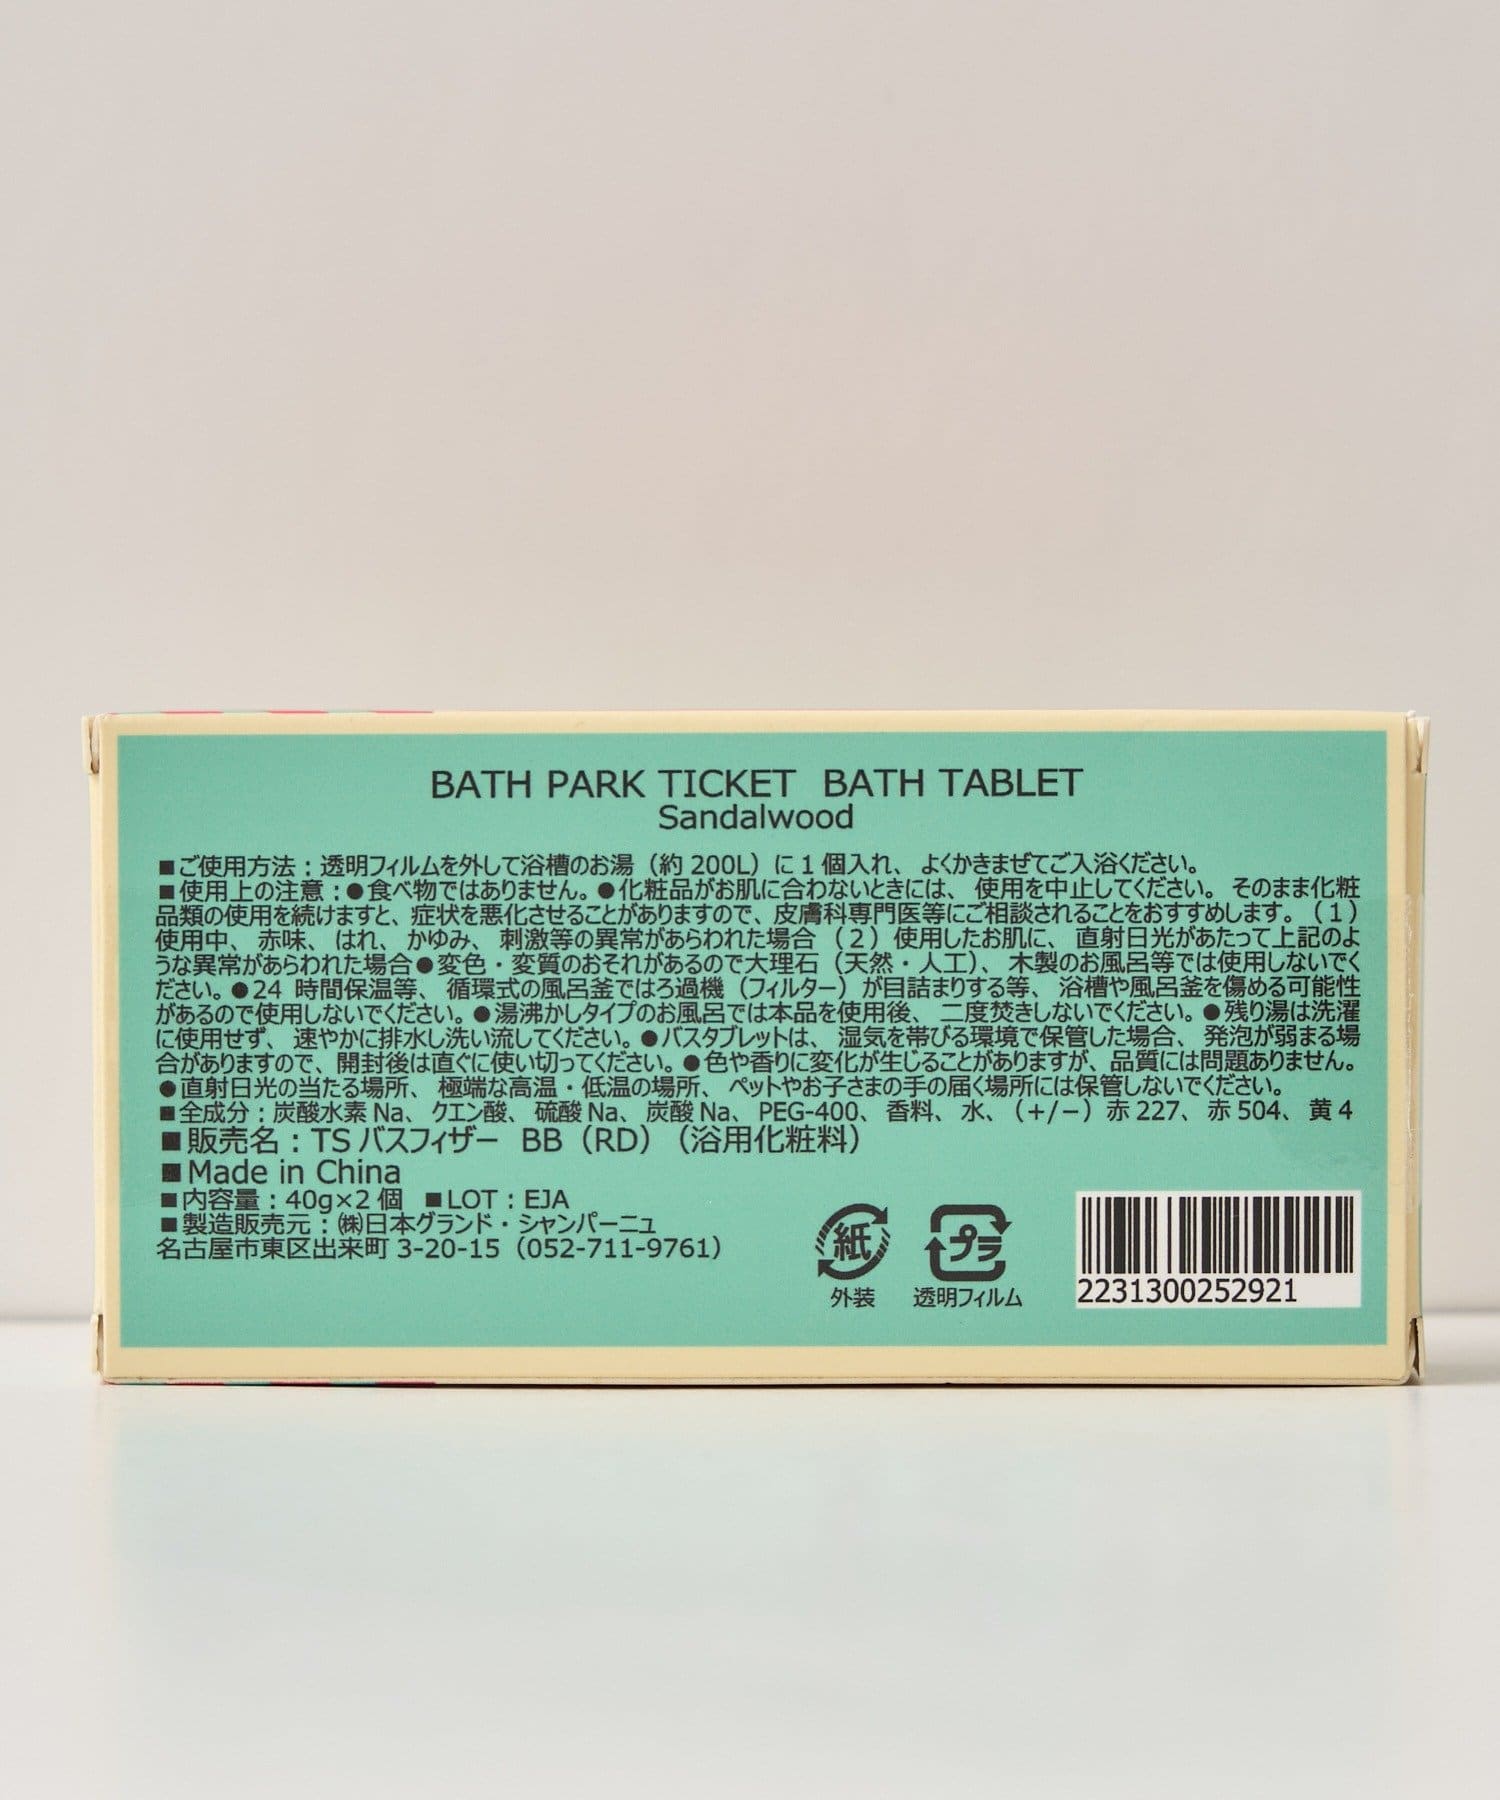 BATH PARK TICKET BATH TABLET
Sandalwood
■ご使用方法：透明フィルムを外して浴槽のお湯（約200L）に1個入れ、よくかきまぜてご入浴ください。
■使用上の注意：●食べ物ではありません。●化粧品がお肌に合わないときには、使用を中止してください。そのまま化粧
品類の使用を続けますと、症状を悪化させることがありますので、皮膚科専門医等にご相談されることをおすすめします。（1）
使用中、赤味、はれ、かゆみ、刺激等の異常があらわれた場合（2）使用したお肌に、直射日光があたって上記のよ
うな異常があらわれた場合●変色・変質のおそれがあるので大理石（天然・人工）、木製のお風呂等では使用しないでく
ださい。●24時間保温等、循環式の風呂釜ではろ過機（フィルター）が目詰まりする等、浴槽や風呂釜を傷める可能性
があるので使用しないでください。●湯沸かしタイプのお風呂では本品を使用後、二度焚きしないでください。●残り湯は洗濯
に使用せず、速やかに排水し洗い流してください。●バスタブレットは、湿気を帯びる環境で保管した場合、発泡が弱まる場
合がありますので、開封後は直ぐに使い切ってください。●色や香りに変化が生じることがありますが、品質には問題ありません。
●直射日光の当たる場所、極端な高温・低温の場所、ペットやお子さまの手の届く場所には保管しないでください。
■全成分：炭酸水素Na、クエン酸、硫酸Na、炭酸Na、PEG-400、香料、水、（+/−）赤227、赤504、黄4
■販売名：TSバスフィザー BB（RD）（浴用化粧料）
■Made in China
■内容量：40g×2個 ■LOT：EJA
■製造販売元：㈱日本グランド・シャンパーニュ
名古屋市東区出来町3-20-15（052-711-9761）
紙
外装
プラ
透明フィルム
2231300252921